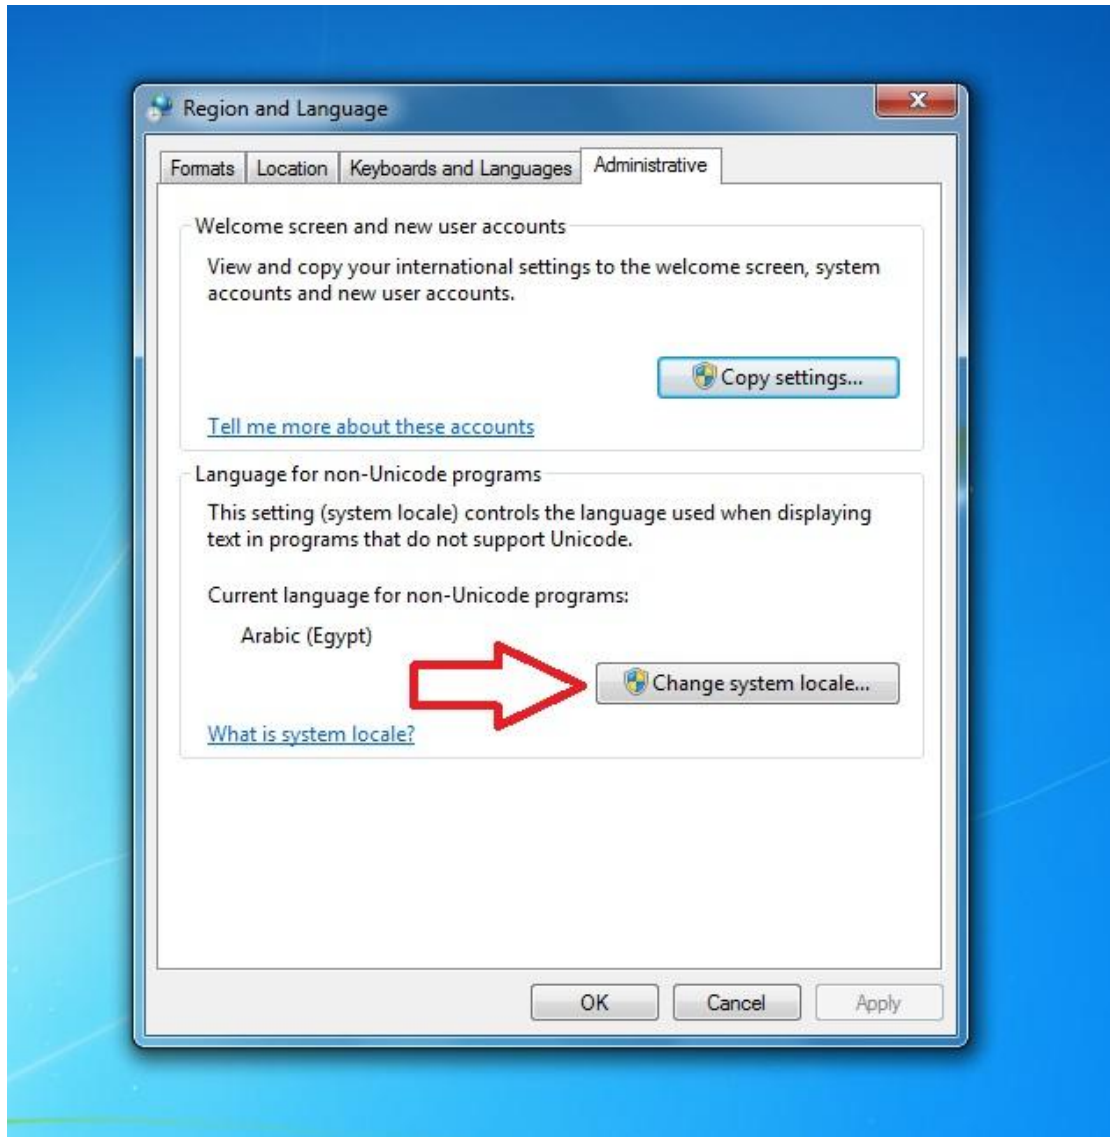 Region and Language
Formats Location Keyboards and Languages Administrative
Welcome screen and new user accounts
View and copy your international settings to the welcome screen, system
accounts and new user accounts.
Copy settings...
Tell me more about these accounts
Language for non-Unicode programs
This setting (system locale) controls the language used when displaying
text in programs that do not support Unicode.
Current language for non-Unicode programs:
Arabic (Egypt)
Change system locale...
What is system locale?
OK Cancel Apply